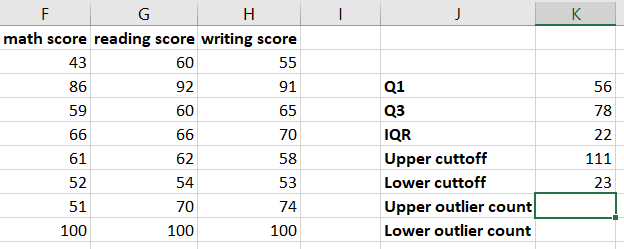 F G H I J K
math score reading score writing score
43 60 55
86 92 91 Q1 56
59 60 65 Q3 78
66 66 70 IQR 22
61 62 58 Upper cuttoff 111
52 54 53 Lower cuttoff 23
51 70 74 Upper outlier count
100 100 100 Lower outlier count